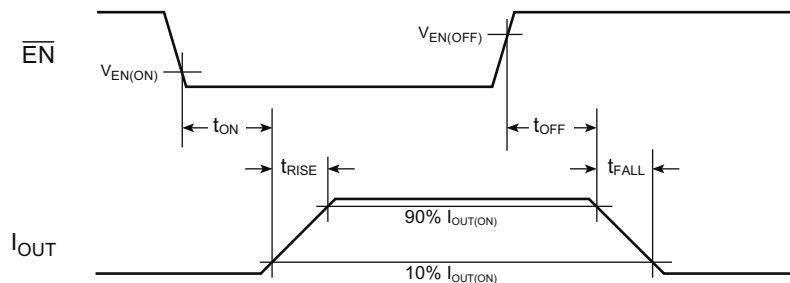 EN
V_EN(ON)
V_EN(OFF)
t_ON
t_OFF
t_RISE
t_FALL
I_OUT
90% I_OUT(ON)
10% I_OUT(ON)